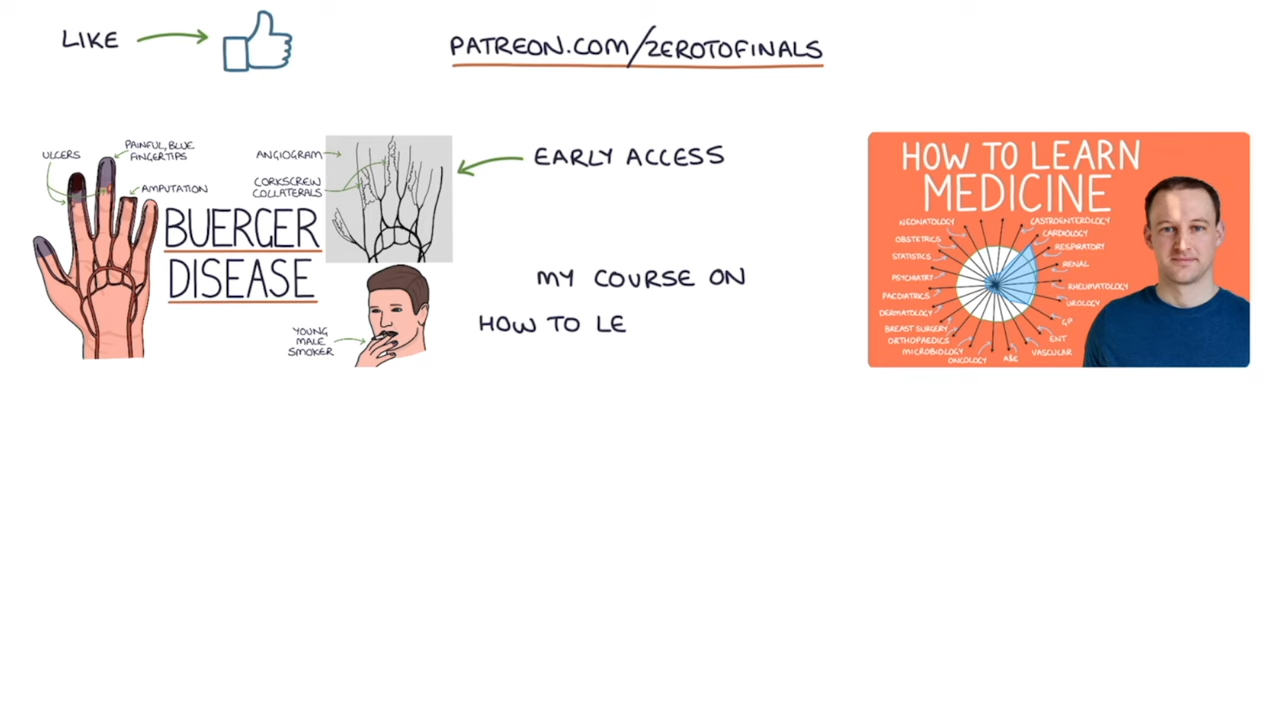 LIKE
PATREON.COM/ZEROTOFINALS
ULCERS
PAINFUL, BLUE
FINGERTIPS
AMPUTATION
BUERGER
DISEASE
ANGIOGRAM
CORKSCREW
COLLATERALS
YOUNG
MALE
SMOKER
EARLY ACCESS
MY COURSE ON
HOW TO LE
HOW TO LEARN
MEDICINE
NEONATOLOGY
OBSTETRICS
STATISTICS
PSYCHIATRY
PAEDIATRICS
DERMATOLOGY
BREAST SURGERY
ORTHOPAEDICS
MICROBIOLOGY
ONCOLOGY
A&E
VASCULAR
ENT
GP
UROLOGY
RHEUMATOLOGY
RENAL
RESPIRATORY
CARDIOLOGY
GASTROENTEROLOGY